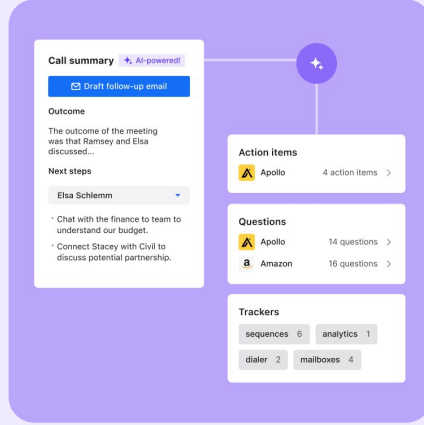 Call summary AI-powered!
Draft follow-up email
Outcome
The outcome of the meeting
was that Ramsey and Elsa
discussed...
Next steps
Elsa Schlemm
Chat with the finance to team to
understand our budget.
Connect Stacey with Civil to
discuss potential partnership.
Action items
Apollo 4 action items >
Questions
Apollo 14 questions >
a Amazon 16 questions >
Trackers
sequences 6 analytics 1
dialer 2 mailboxes 4